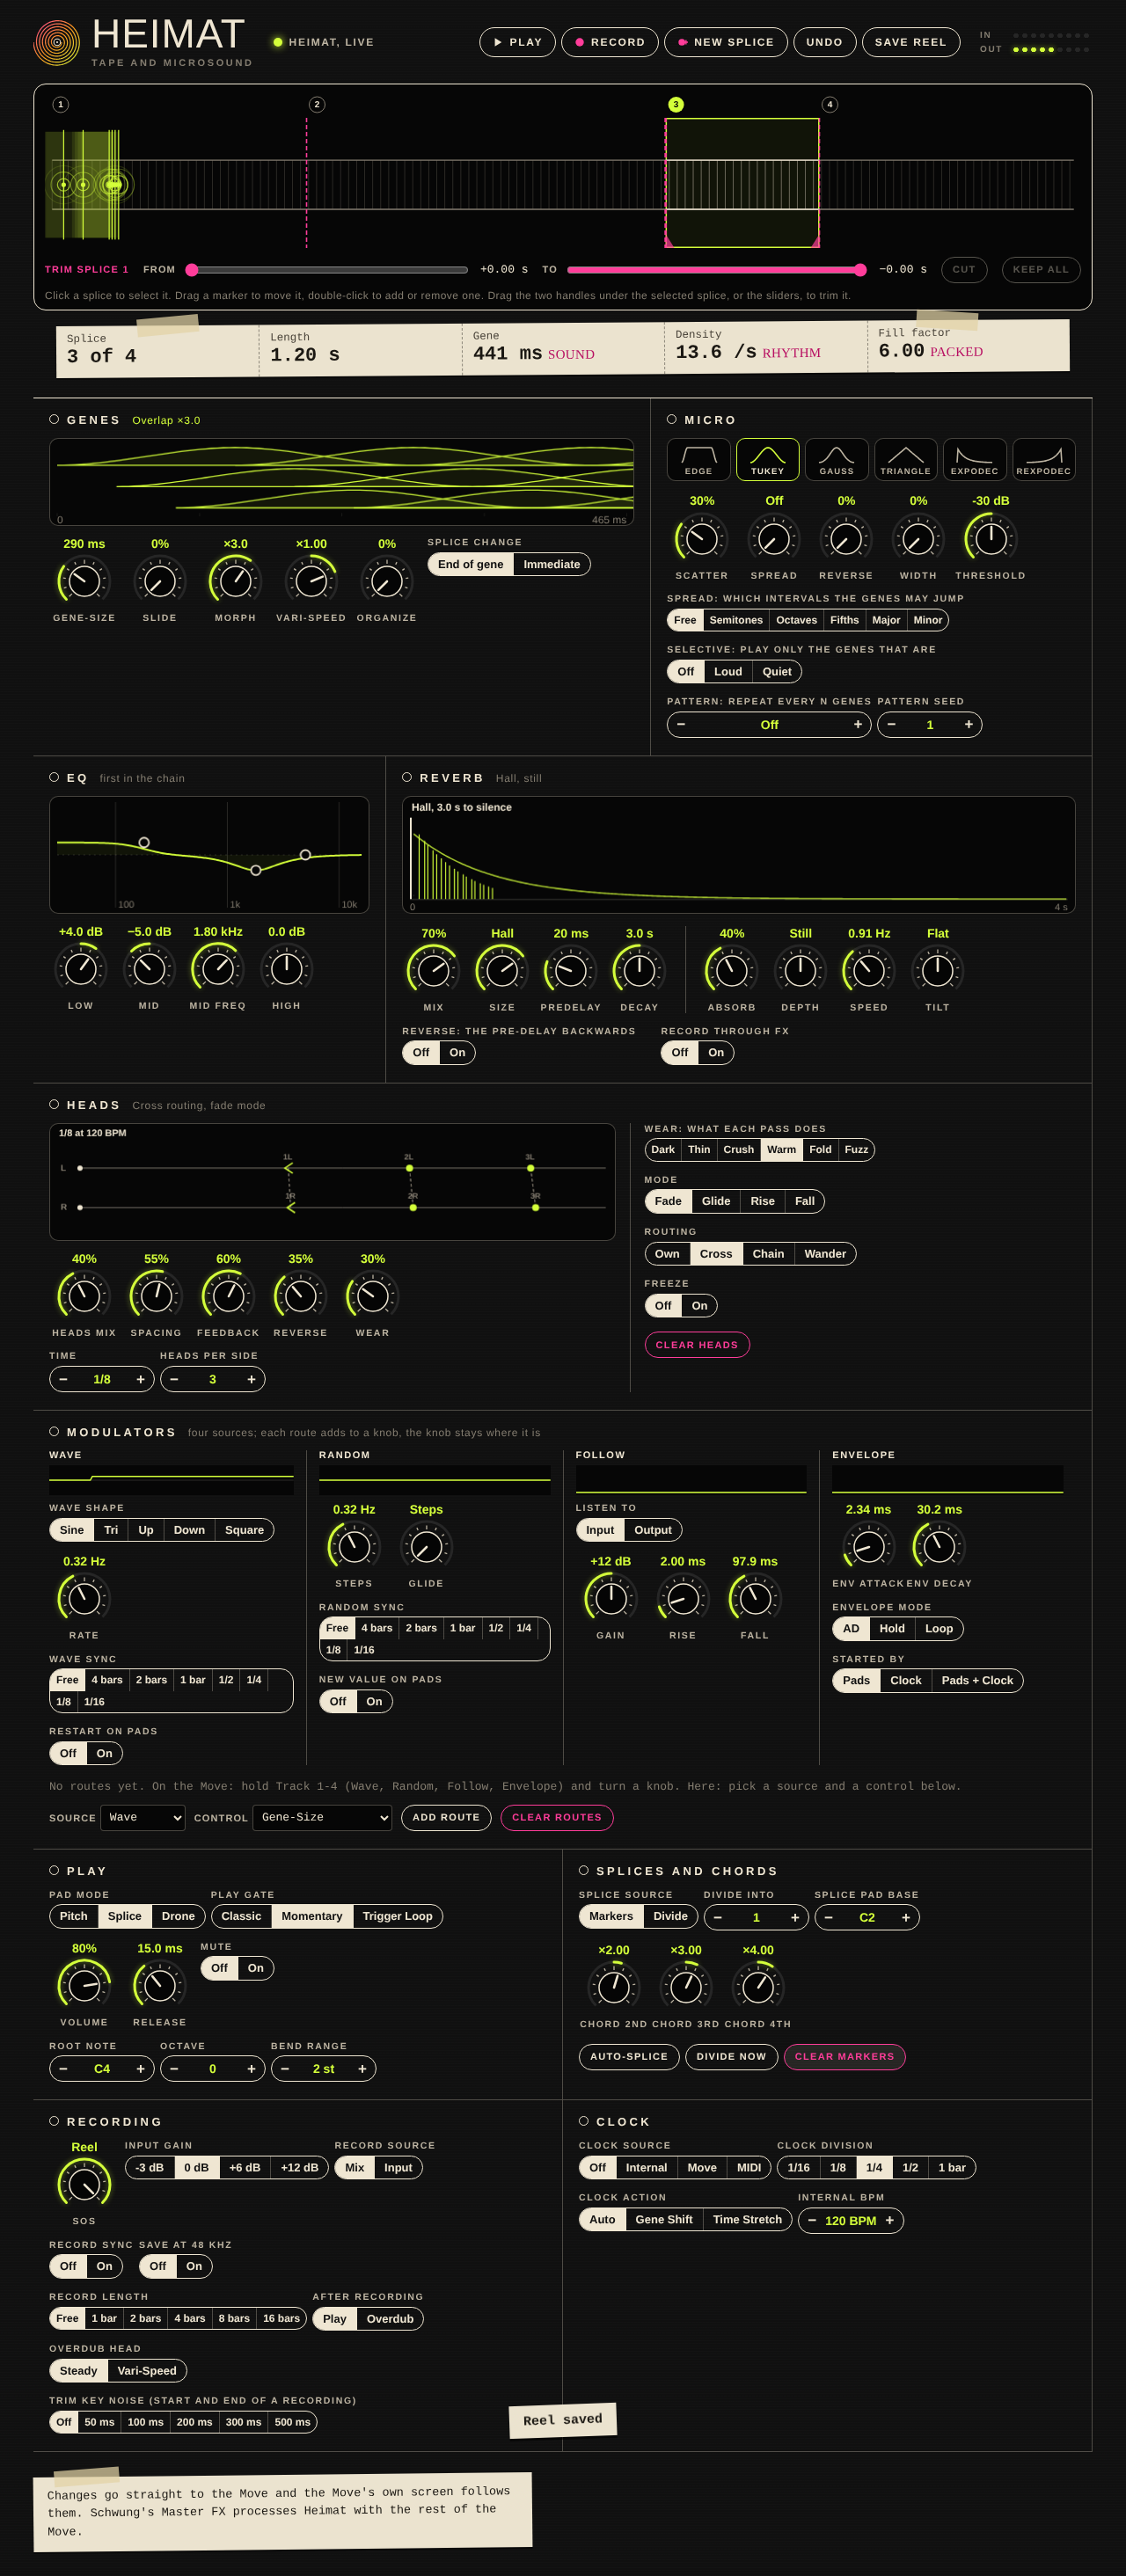 HEIMAT
TAPE AND MICROSOUND
HEIMAT, LIVE
PLAY
RECORD
NEW SPLICE
UNDO
SAVE REEL
IN
OUT
1
2
3
4
TRIM SPLICE 1 FROM +0.00 s TO −0.00 s CUT KEEP ALL
Click a splice to select it. Drag a marker to move it, double-click to add or remove one. Drag the two handles under the selected splice, or the sliders, to trim it.
Splice
3 of 4
Length
1.20 s
Gene
441 ms SOUND
Density
13.6 /s RHYTHM
Fill factor
6.00 PACKED
GENES Overlap ×3.0
0 465 ms
290 ms 0% ×3.0 ×1.00 0%
GENE-SIZE SLIDE MORPH VARI-SPEED ORGANIZE
SPLICE CHANGE
End of gene Immediate
MICRO
EDGE TUKEY GAUSS TRIANGLE EXPODEC REXPODEC
30% Off 0% 0% -30 dB
SCATTER SPREAD REVERSE WIDTH THRESHOLD
SPREAD: WHICH INTERVALS THE GENES MAY JUMP
Free Semitones Octaves Fifths Major Minor
SELECTIVE: PLAY ONLY THE GENES THAT ARE
Off Loud Quiet
PATTERN: REPEAT EVERY N GENES PATTERN SEED
− Off + − 1 +
EQ first in the chain
100 1k 10k
+4.0 dB −5.0 dB 1.80 kHz 0.0 dB
LOW MID MID FREQ HIGH
REVERB Hall, still
Hall, 3.0 s to silence
0 4 s
70% Hall 20 ms 3.0 s 40% Still 0.91 Hz Flat
MIX SIZE PREDELAY DECAY ABSORB DEPTH SPEED TILT
REVERSE: THE PRE-DELAY BACKWARDS RECORD THROUGH FX
Off On Off On
HEADS Cross routing, fade mode
1/8 at 120 BPM
1L 2L 3L
L
1R 2R 3R
R
40% 55% 60% 35% 30%
HEADS MIX SPACING FEEDBACK REVERSE WEAR
TIME HEADS PER SIDE
− 1/8 + − 3 +
WEAR: WHAT EACH PASS DOES
Dark Thin Crush Warm Fold Fuzz
MODE
Fade Glide Rise Fall
ROUTING
Own Cross Chain Wander
FREEZE
Off On
CLEAR HEADS
MODULATORS four sources; each route adds to a knob, the knob stays where it is
WAVE
WAVE SHAPE
Sine Tri Up Down Square
0.32 Hz
RATE
WAVE SYNC
Free 4 bars 2 bars 1 bar 1/2 1/4
1/8 1/16
RESTART ON PADS
Off On
RANDOM
0.32 Hz Steps
STEPS GLIDE
RANDOM SYNC
Free 4 bars 2 bars 1 bar 1/2 1/4
1/8 1/16
NEW VALUE ON PADS
Off On
FOLLOW
LISTEN TO
Input Output
+12 dB 2.00 ms 97.9 ms
GAIN RISE FALL
ENVELOPE
2.34 ms 30.2 ms
ENV ATTACK ENV DECAY
ENVELOPE MODE
AD Hold Loop
STARTED BY
Pads Clock Pads + Clock
No routes yet. On the Move: hold Track 1-4 (Wave, Random, Follow, Envelope) and turn a knob. Here: pick a source and a control below.
SOURCE Wave CONTROL Gene-Size ADD ROUTE CLEAR ROUTES
PLAY
PAD MODE PLAY GATE
Pitch Splice Drone Classic Momentary Trigger Loop
80% 15.0 ms MUTE
Off On
VOLUME RELEASE
ROOT NOTE OCTAVE BEND RANGE
− C4 + − 0 + − 2 st +
SPLICES AND CHORDS
SPLICE SOURCE DIVIDE INTO SPLICE PAD BASE
Markers Divide − 1 + − C2 +
×2.00 ×3.00 ×4.00
CHORD 2ND CHORD 3RD CHORD 4TH
AUTO-SPLICE DIVIDE NOW CLEAR MARKERS
RECORDING
Reel INPUT GAIN RECORD SOURCE
-3 dB 0 dB +6 dB +12 dB Mix Input
SOS
RECORD SYNC SAVE AT 48 KHZ
Off On Off On
RECORD LENGTH AFTER RECORDING
Free 1 bar 2 bars 4 bars 8 bars 16 bars Play Overdub
OVERDUB HEAD
Steady Vari-Speed
TRIM KEY NOISE (START AND END OF A RECORDING)
Off 50 ms 100 ms 200 ms 300 ms 500 ms
CLOCK
CLOCK SOURCE CLOCK DIVISION
Off Internal Move MIDI 1/16 1/8 1/4 1/2 1 bar
CLOCK ACTION INTERNAL BPM
Auto Gene Shift Time Stretch − 120 BPM +
Reel saved
Changes go straight to the Move and the Move's own screen follows
them. Schwung's Master FX processes Heimat with the rest of the
Move.